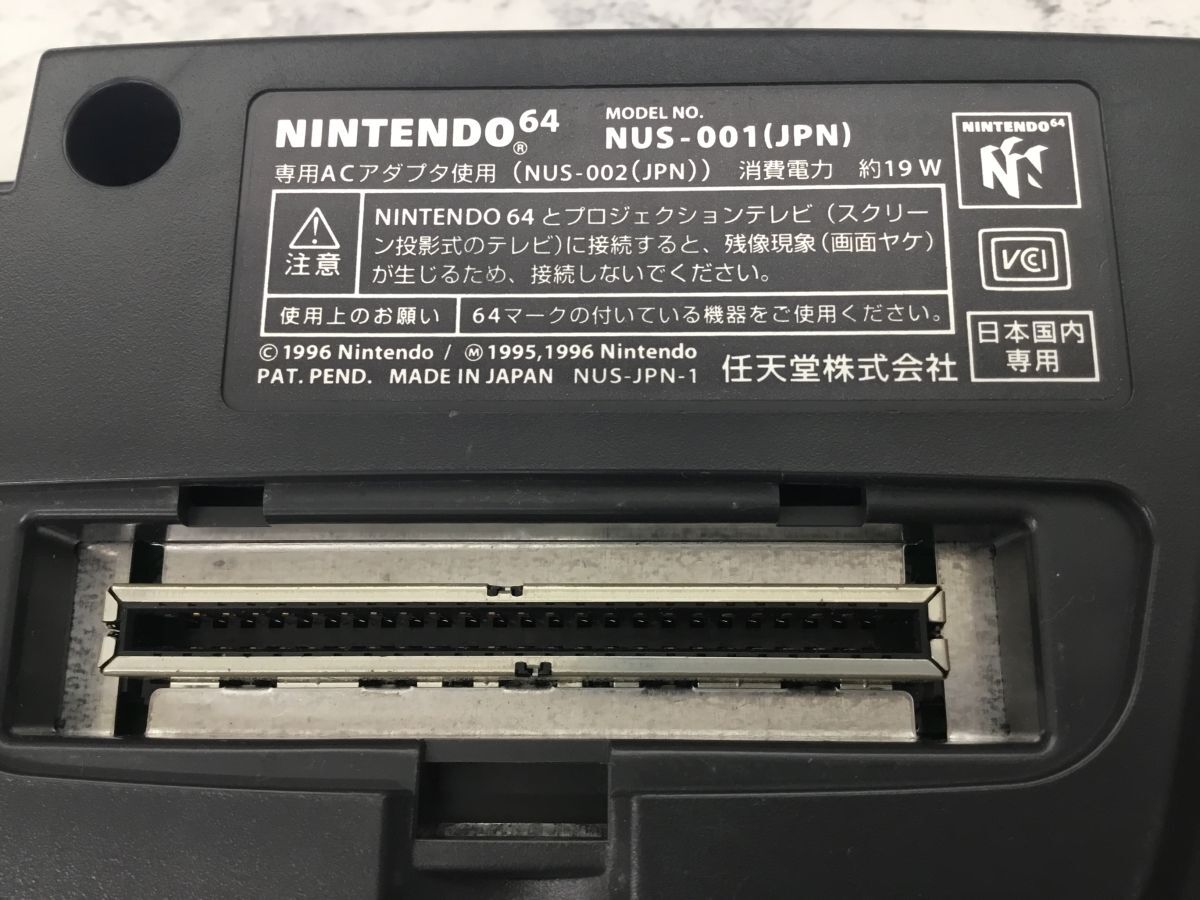 NINTENDO64®
MODEL NO.
NUS-001(JPN)
専用ACアダプタ使用（NUS-002(JPN)） 消費電力 約19W
注意
NINTENDO 64 とプロジェクションテレビ（スクリー
ン投影式のテレビ)に接続すると、残像現象(画面ヤケ)
が生じるため、接続しないでください。
使用上のお願い
64マークの付いている機器をご使用ください。
© 1996 Nintendo / Ⓜ 1995,1996 Nintendo
PAT. PEND. MADE IN JAPAN NUS-JPN-1 任天堂株式会社
NINTENDO64
VCI
日本国内
専用